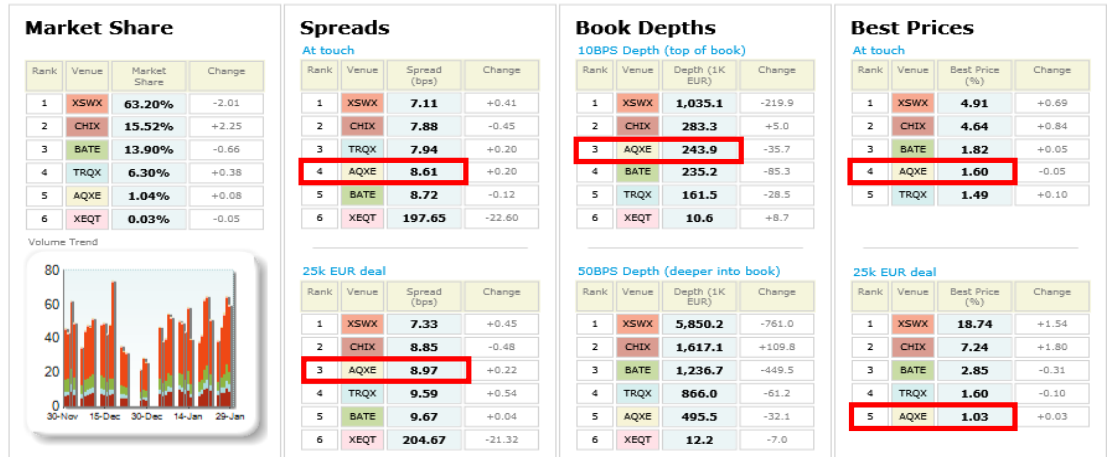 Market Share
Rank Venue Market Share Change
1 XSWX 63.20% -2.01
2 CHIX 15.52% +2.25
3 BATE 13.90% -0.66
4 TRQX 6.30% +0.38
5 AQXE 1.04% +0.08
6 XEQT 0.03% -0.05
Volume Trend
80
60
40
20
0
30-Nov 15-Dec 30-Dec 14-Jan 29-Jan
Spreads
At touch
Rank Venue Spread (bps) Change
1 XSWX 7.11 +0.41
2 CHIX 7.88 -0.45
3 TRQX 7.94 +0.20
4 AQXE 8.61 +0.20
5 BATE 8.72 -0.12
6 XEQT 197.65 -22.60
25k EUR deal
Rank Venue Spread (bps) Change
1 XSWX 7.33 +0.45
2 CHIX 8.85 -0.48
3 AQXE 8.97 +0.22
4 TRQX 9.59 +0.54
5 BATE 9.67 +0.04
6 XEQT 204.67 -21.32
Book Depths
10BPS Depth (top of book)
Rank Venue Depth (1K EUR) Change
1 XSWX 1,035.1 -219.9
2 CHIX 283.3 +5.0
3 AQXE 243.9 -35.7
4 BATE 235.2 -85.3
5 TRQX 161.5 -28.5
6 XEQT 10.6 +8.7
50BPS Depth (deeper into book)
Rank Venue Depth (1K EUR) Change
1 XSWX 5,850.2 -761.0
2 CHIX 1,617.1 +109.8
3 BATE 1,236.7 -449.5
4 TRQX 866.0 -61.2
5 AQXE 495.5 -32.1
6 XEQT 12.2 -7.0
Best Prices
At touch
Rank Venue Best Price (%) Change
1 XSWX 4.91 +0.69
2 CHIX 4.64 +0.84
3 BATE 1.82 +0.05
4 AQXE 1.60 -0.05
5 TRQX 1.49 +0.10
25k EUR deal
Rank Venue Best Price (%) Change
1 XSWX 18.74 +1.54
2 CHIX 7.24 +1.80
3 BATE 2.85 -0.31
4 TRQX 1.60 -0.10
5 AQXE 1.03 +0.03